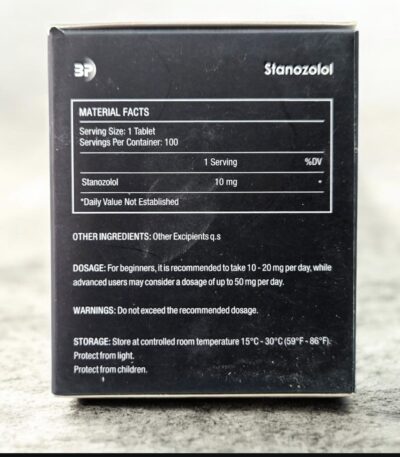 BP
Stanozolol
MATERIAL FACTS
Serving Size: 1 Tablet
Servings Per Container: 100
1 Serving %DV
Stanozolol 10 mg *
*Daily Value Not Established
OTHER INGREDIENTS: Other Excipients q.s
DOSAGE: For beginners, it is recommended to take 10 - 20 mg per day, while
advanced users may consider a dosage of up to 50 mg per day.
WARNINGS: Do not exceed the recommended dosage.
STORAGE: Store at controlled room temperature 15°C - 30°C (59°F - 86°F).
Protect from light.
Protect from children.